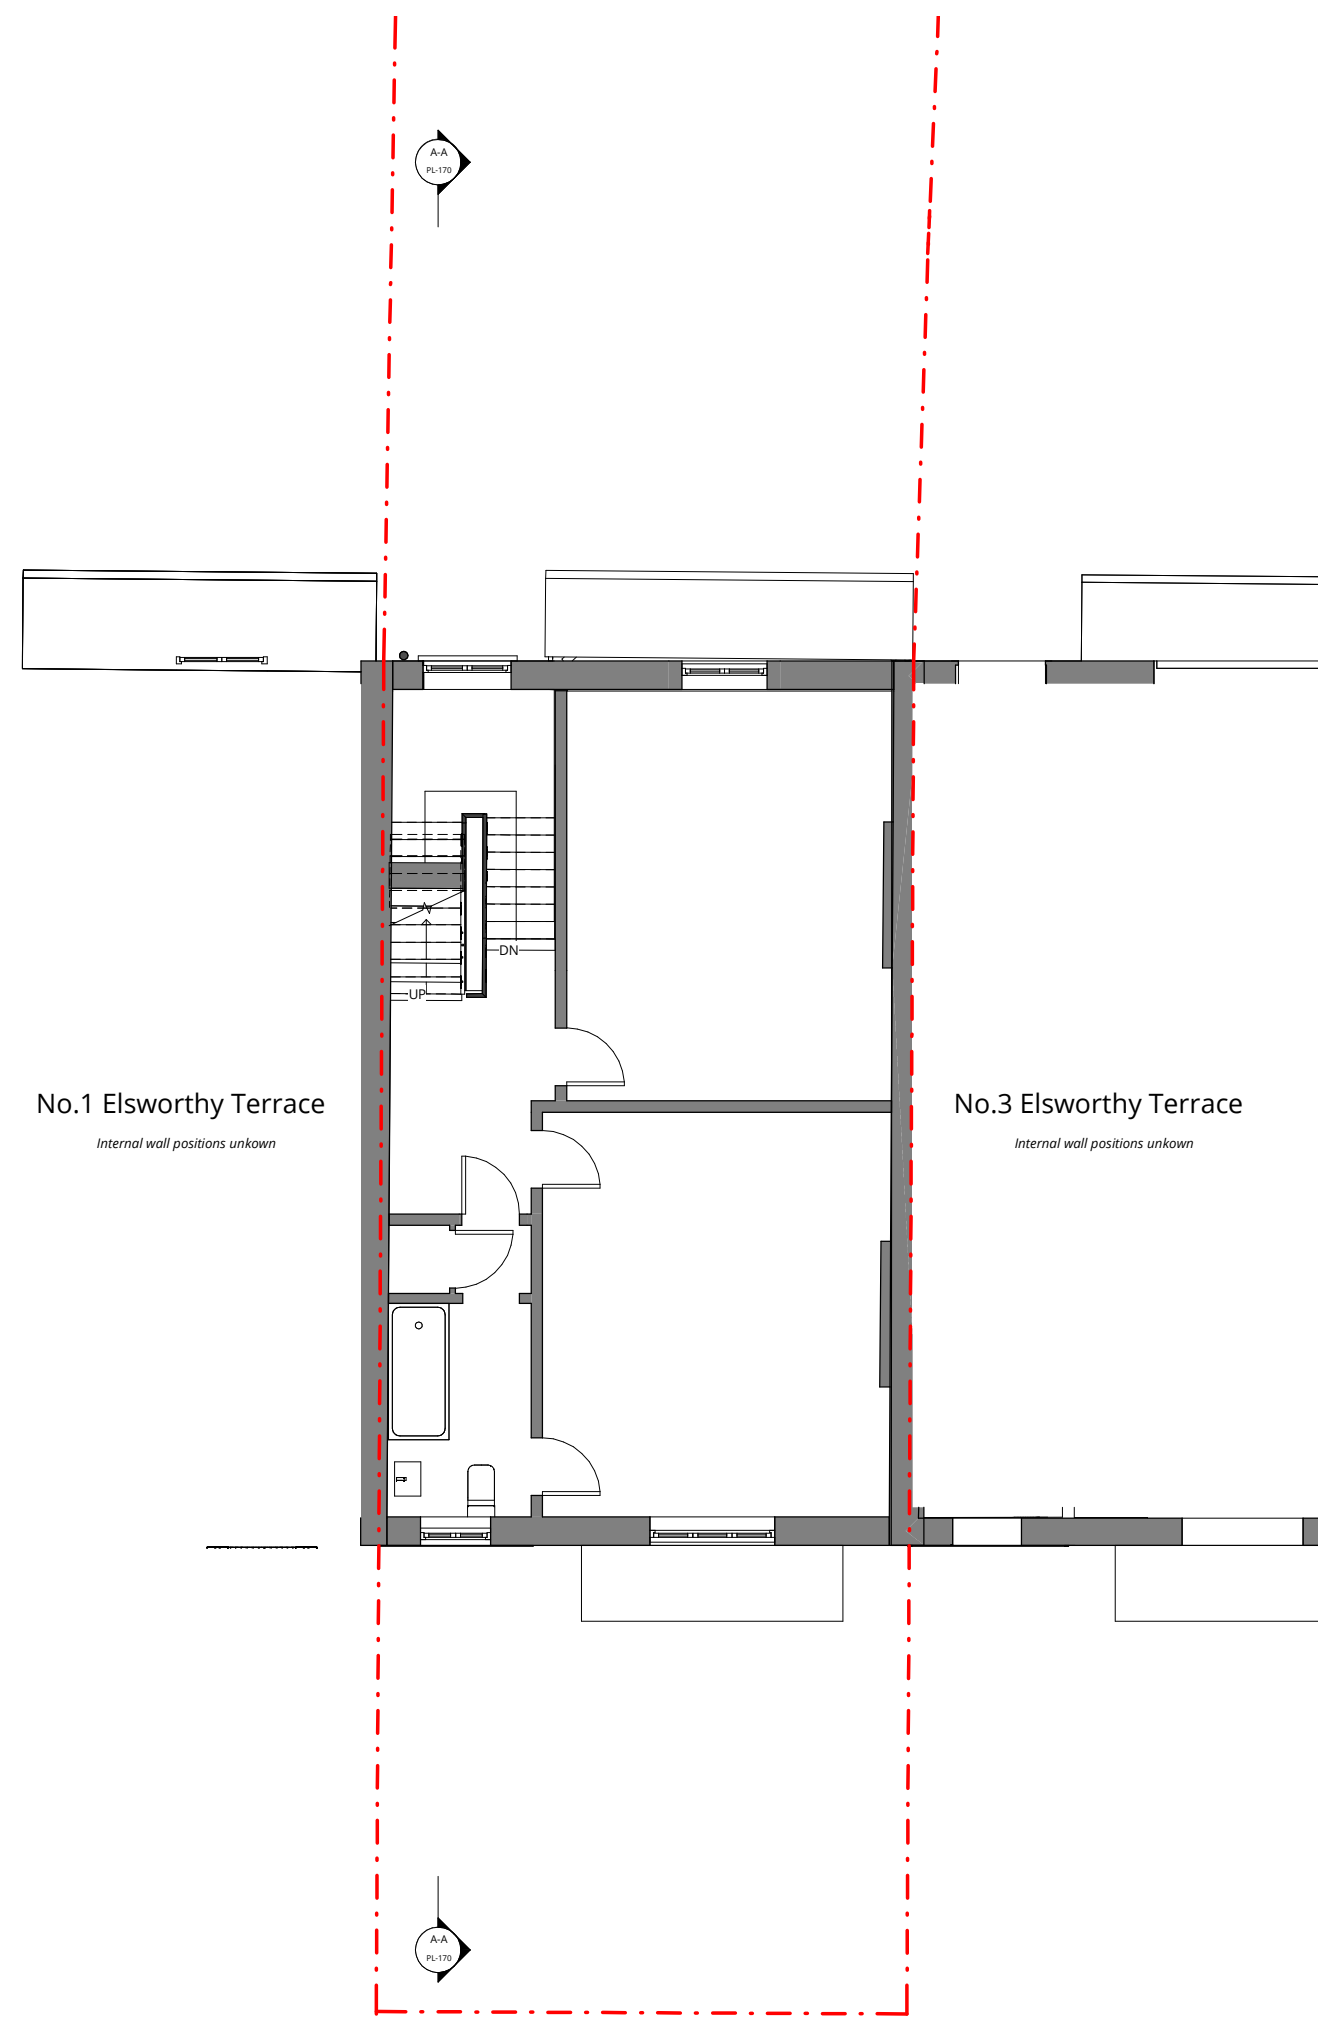 A-A
PL-170
DN
UP
No.1 Elsworthy Terrace
Internal wall positions unkown
No.3 Elsworthy Terrace
Internal wall positions unkown
A-A
PL-170